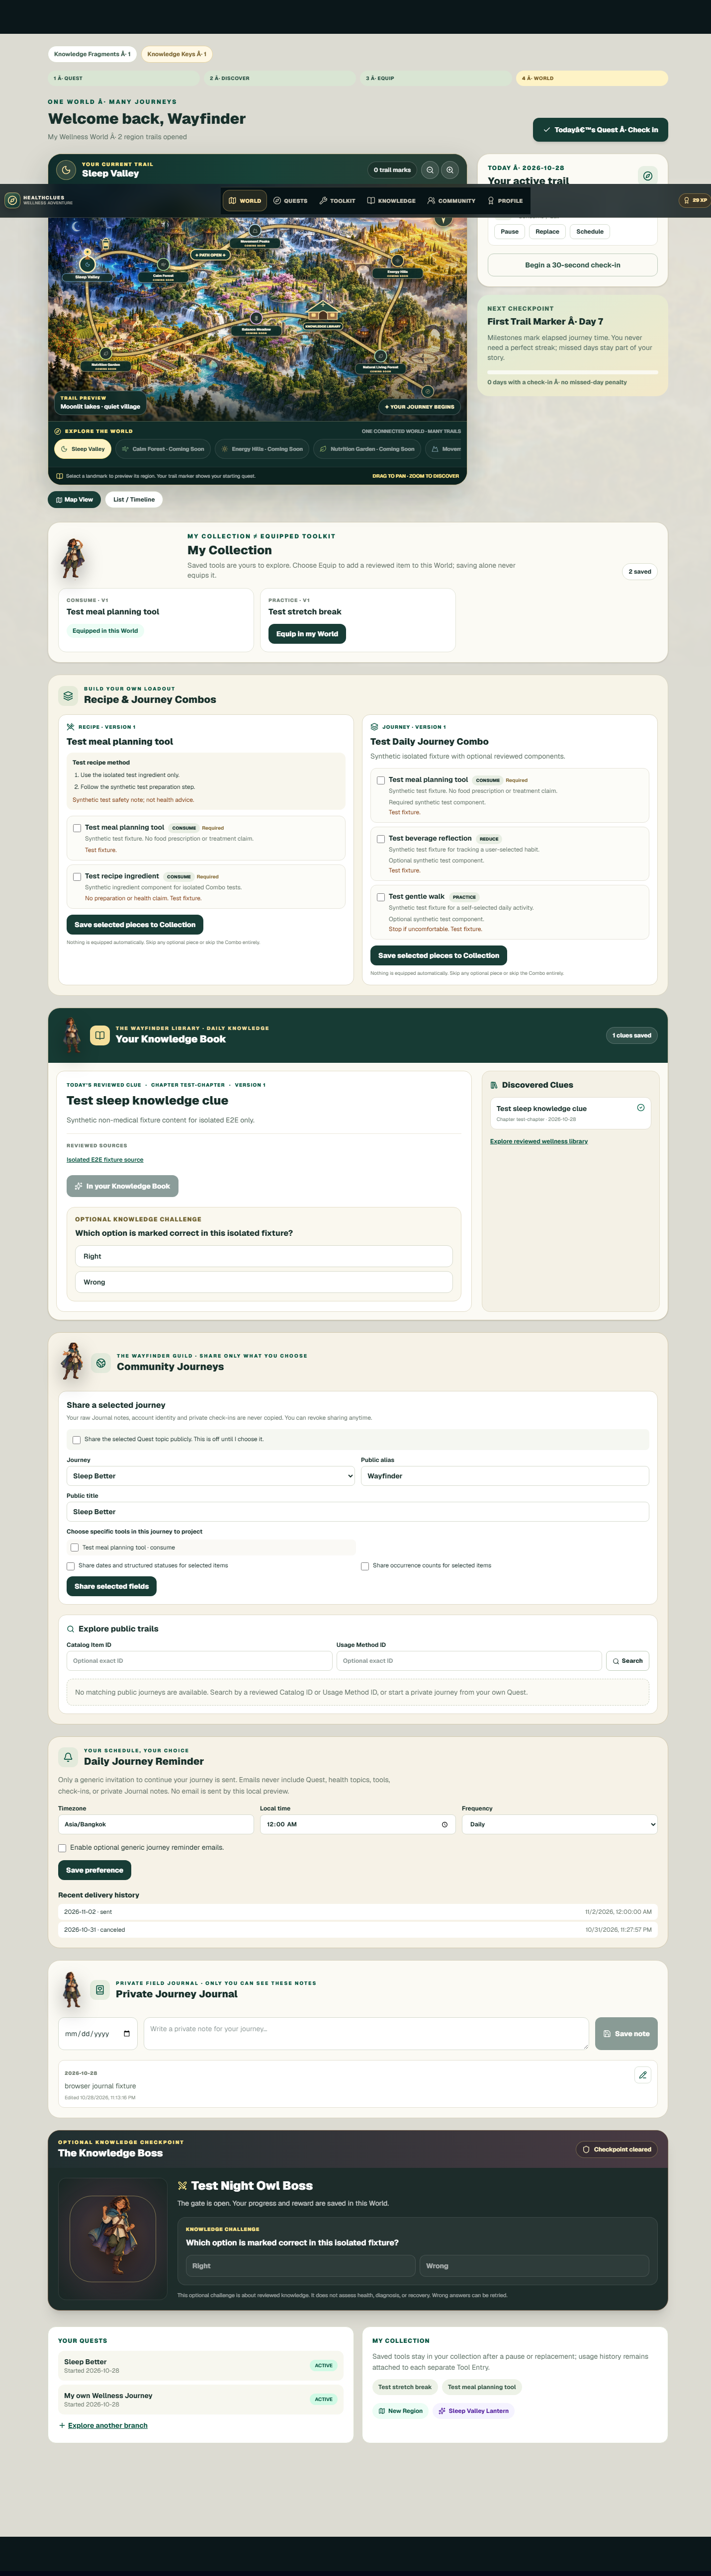 Knowledge Fragments Â· 1
Knowledge Keys Â· 1
1 Â· QUEST
2 Â· DISCOVER
3 Â· EQUIP
4 Â· WORLD
ONE WORLD Â· MANY JOURNEYS
Welcome back, Wayfinder
My Wellness World Â· 2 region trails opened
Todayâ€™s Quest Â· Check in
YOUR CURRENT TRAIL
Sleep Valley
0 trail marks
TODAY Â· 2026-10-28
Your active trail
HEALTHCLUES
WELLNESS ADVENTURE
WORLD
QUESTS
TOOLKIT
KNOWLEDGE
COMMUNITY
PROFILE
29 XP
Pause
Replace
Schedule
Begin a 30-second check-in
Movement Peaks
COMING SOON
✦ PATH OPEN ✦
Sleep Valley
Calm Forest
COMING SOON
Energy Hills
COMING SOON
Balance Meadow
COMING SOON
KNOWLEDGE LIBRARY
Nutrition Garden
COMING SOON
Natural Living Forest
COMING SOON
TRAIL PREVIEW
Moonlit lakes · quiet village
✦ YOUR JOURNEY BEGINS
NEXT CHECKPOINT
First Trail Marker Â· Day 7
Milestones mark elapsed journey time. You never
need a perfect streak; missed days stay part of
your story.
0 days with a check-in Â· no missed-day penalty
EXPLORE THE WORLD
ONE CONNECTED WORLD · MANY TRAILS
Sleep Valley
Calm Forest · Coming Soon
Energy Hills · Coming Soon
Nutrition Garden · Coming Soon
Movem
Select a landmark to preview its region. Your trail marker shows your starting quest.
DRAG TO PAN · ZOOM TO DISCOVER
Map View
List / Timeline
MY COLLECTION ≠ EQUIPPED TOOLKIT
My Collection
Saved tools are yours to explore. Choose Equip to add a reviewed item to this World; saving alone never
equips it.
2 saved
CONSUME · V1
Test meal planning tool
Equipped in this World
PRACTICE · V1
Test stretch break
Equip in my World
BUILD YOUR OWN LOADOUT
Recipe & Journey Combos
RECIPE · VERSION 1
Test meal planning tool
Test recipe method
1. Use the isolated test ingredient only.
2. Follow the synthetic test preparation step.
Synthetic test safety note; not health advice.
Test meal planning tool CONSUME Required
Synthetic test fixture. No food prescription or treatment claim.
Test fixture.
Test recipe ingredient CONSUME Required
Synthetic ingredient component for isolated Combo tests.
No preparation or health claim. Test fixture.
Save selected pieces to Collection
Nothing is equipped automatically. Skip any optional piece or skip the Combo entirely.
JOURNEY · VERSION 1
Test Daily Journey Combo
Synthetic isolated fixture with optional reviewed components.
Test meal planning tool CONSUME Required
Synthetic test fixture. No food prescription or treatment claim.
Required synthetic test component.
Test fixture.
Test beverage reflection REDUCE
Synthetic test fixture for tracking a user-selected habit.
Optional synthetic test component.
Test fixture.
Test gentle walk PRACTICE
Synthetic test fixture for a self-selected daily activity.
Optional synthetic test component.
Stop if uncomfortable. Test fixture.
Save selected pieces to Collection
Nothing is equipped automatically. Skip any optional piece or skip the Combo entirely.
THE WAYFINDER LIBRARY · DAILY KNOWLEDGE
Your Knowledge Book
1 clues saved
TODAY'S REVIEWED CLUE · CHAPTER TEST-CHAPTER · VERSION 1
Test sleep knowledge clue
Synthetic non-medical fixture content for isolated E2E only.
REVIEWED SOURCES
Isolated E2E fixture source
In your Knowledge Book
OPTIONAL KNOWLEDGE CHALLENGE
Which option is marked correct in this isolated fixture?
Right
Wrong
Discovered Clues
Test sleep knowledge clue
Chapter test-chapter · 2026-10-28
Explore reviewed wellness library
THE WAYFINDER GUILD · SHARE ONLY WHAT YOU CHOOSE
Community Journeys
Share a selected journey
Your raw Journal notes, account identity and private check-ins are never copied. You can revoke sharing anytime.
Share the selected Quest topic publicly. This is off until I choose it.
Journey
Public alias
Sleep Better
Wayfinder
Public title
Sleep Better
Choose specific tools in this journey to project
Test meal planning tool · consume
Share dates and structured statuses for selected items
Share occurrence counts for selected items
Share selected fields
Explore public trails
Catalog Item ID
Usage Method ID
Optional exact ID
Optional exact ID
Search
No matching public journeys are available. Search by a reviewed Catalog ID or Usage Method ID, or start a private journey from your own Quest.
YOUR SCHEDULE, YOUR CHOICE
Daily Journey Reminder
Only a generic invitation to continue your journey is sent. Emails never include Quest, health topics, tools,
check-ins, or private Journal notes. No email is sent by this local preview.
Timezone
Local time
Frequency
Asia/Bangkok
12:00 AM
Daily
Enable optional generic journey reminder emails.
Save preference
Recent delivery history
2026-11-02 · sent
11/2/2026, 12:00:00 AM
2026-10-31 · canceled
10/31/2026, 11:27:57 PM
PRIVATE FIELD JOURNAL · ONLY YOU CAN SEE THESE NOTES
Private Journey Journal
mm/dd/yyyy
Write a private note for your journey...
Save note
2026-10-28
browser journal fixture
Edited 10/28/2026, 11:13:16 PM
OPTIONAL KNOWLEDGE CHECKPOINT
The Knowledge Boss
Checkpoint cleared
Test Night Owl Boss
The gate is open. Your progress and reward are saved in this World.
KNOWLEDGE CHALLENGE
Which option is marked correct in this isolated fixture?
Right
Wrong
This optional challenge is about reviewed knowledge. It does not assess health, diagnosis, or recovery. Wrong answers can be retried.
YOUR QUESTS
Sleep Better
Started 2026-10-28
ACTIVE
My own Wellness Journey
Started 2026-10-28
ACTIVE
Explore another branch
MY COLLECTION
Saved tools stay in your collection after a pause or replacement; usage history remains
attached to each separate Tool Entry.
Test stretch break
Test meal planning tool
New Region
Sleep Valley Lantern